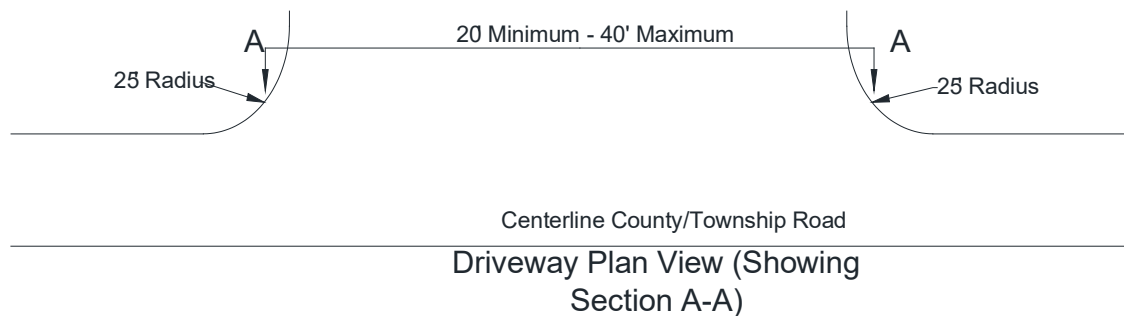 A 20' Minimum - 40' Maximum A
25' Radius 25' Radius
Centerline County/Township Road
Driveway Plan View (Showing
Section A-A)